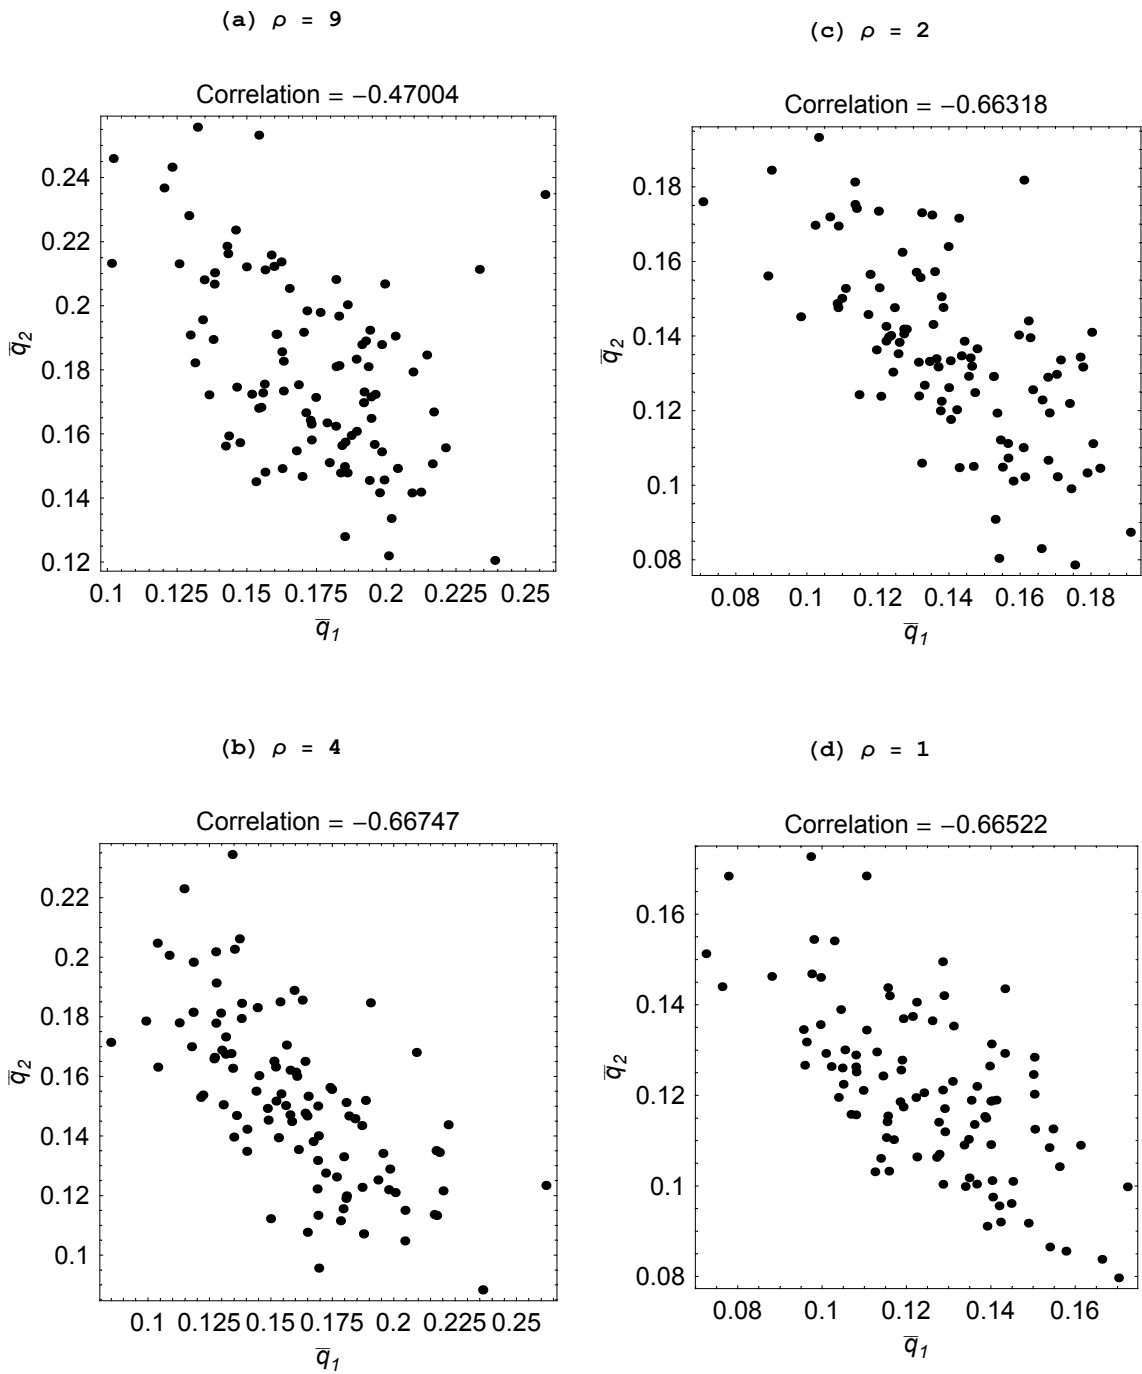 (a) ρ = 9
Correlation = −0.47004
0.24
0.22
0.2
0.18
0.16
0.14
0.12
q̅₂
0.1 0.125 0.15 0.175 0.2 0.225 0.25
q̅₁
(c) ρ = 2
Correlation = −0.66318
0.18
0.16
0.14
0.12
0.1
0.08
q̅₂
0.08 0.1 0.12 0.14 0.16 0.18
q̅₁
(b) ρ = 4
Correlation = −0.66747
0.22
0.2
0.18
0.16
0.14
0.12
0.1
q̅₂
0.1 0.125 0.15 0.175 0.2 0.225 0.25
q̅₁
(d) ρ = 1
Correlation = −0.66522
0.16
0.14
0.12
0.1
0.08
q̅₂
0.08 0.1 0.12 0.14 0.16
q̅₁